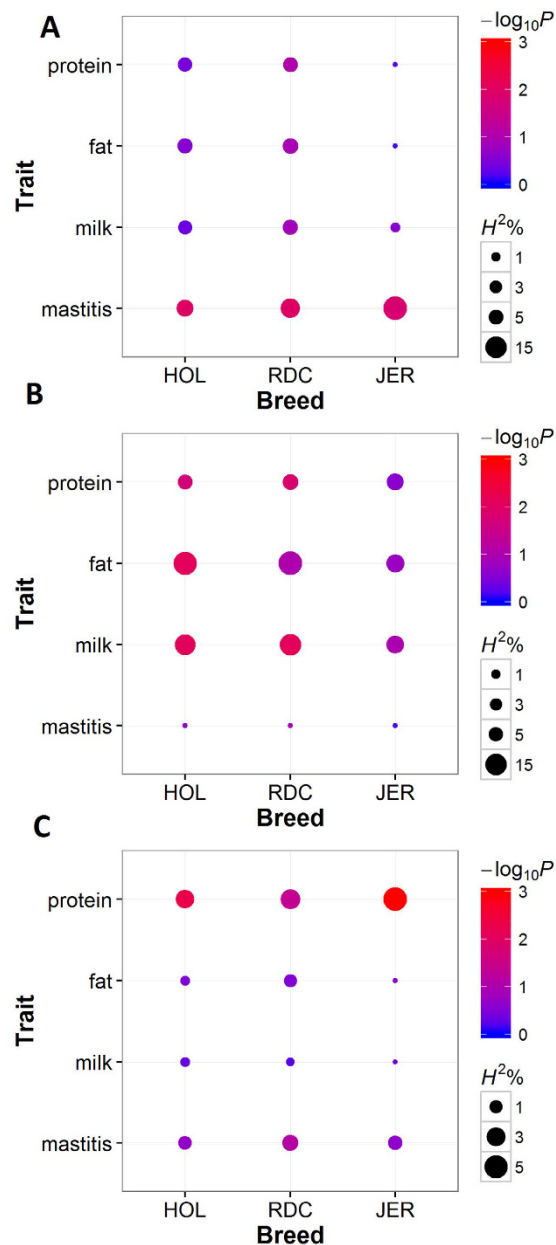 A
protein
fat
milk
mastitis
Trait
HOL RDC JER
Breed
−log₁₀P
3
2
1
0
H²%
1
3
5
15
B
protein
fat
milk
mastitis
Trait
HOL RDC JER
Breed
−log₁₀P
3
2
1
0
H²%
1
3
5
15
C
protein
fat
milk
mastitis
Trait
HOL RDC JER
Breed
−log₁₀P
3
2
1
0
H²%
1
3
5